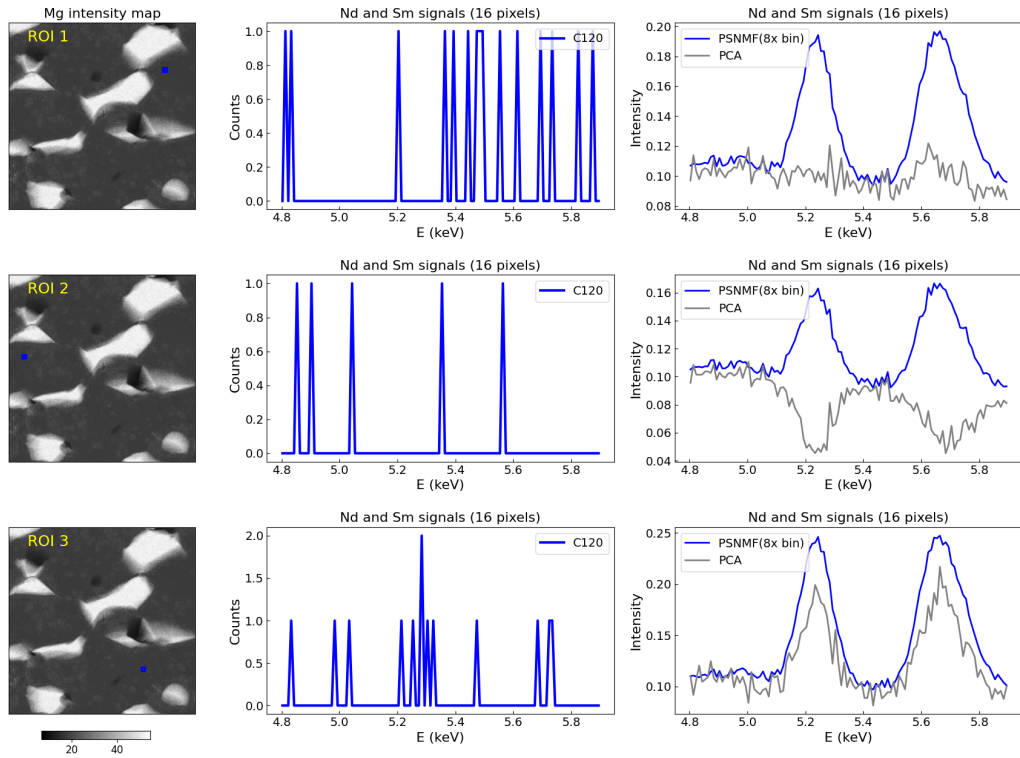 Mg intensity map
Nd and Sm signals (16 pixels)
Nd and Sm signals (16 pixels)
ROI 1
Counts
1.0
0.8
0.6
0.4
0.2
0.0
C120
4.8 5.0 5.2 5.4 5.6 5.8
E (keV)
Intensity
0.20
0.18
0.16
0.14
0.12
0.10
0.08
PSNMF(8x bin)
PCA
4.8 5.0 5.2 5.4 5.6 5.8
E (keV)
Nd and Sm signals (16 pixels)
Nd and Sm signals (16 pixels)
ROI 2
Counts
1.0
0.8
0.6
0.4
0.2
0.0
C120
4.8 5.0 5.2 5.4 5.6 5.8
E (keV)
Intensity
0.16
0.14
0.12
0.10
0.08
0.06
0.04
PSNMF(8x bin)
PCA
4.8 5.0 5.2 5.4 5.6 5.8
E (keV)
Nd and Sm signals (16 pixels)
Nd and Sm signals (16 pixels)
ROI 3
Counts
2.0
1.5
1.0
0.5
0.0
C120
4.8 5.0 5.2 5.4 5.6 5.8
E (keV)
Intensity
0.25
0.20
0.15
0.10
PSNMF(8x bin)
PCA
4.8 5.0 5.2 5.4 5.6 5.8
E (keV)
20 40